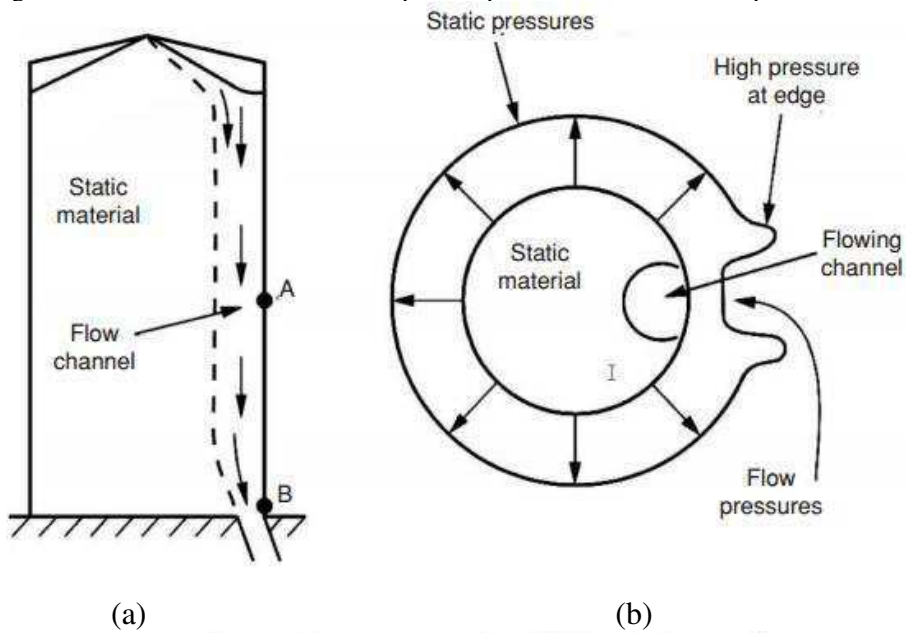 Static pressures
High pressure
at edge
Static
material
A
Flow
channel
B
Static
material
Flowing
channel
Flow
pressures
(a)
(b)